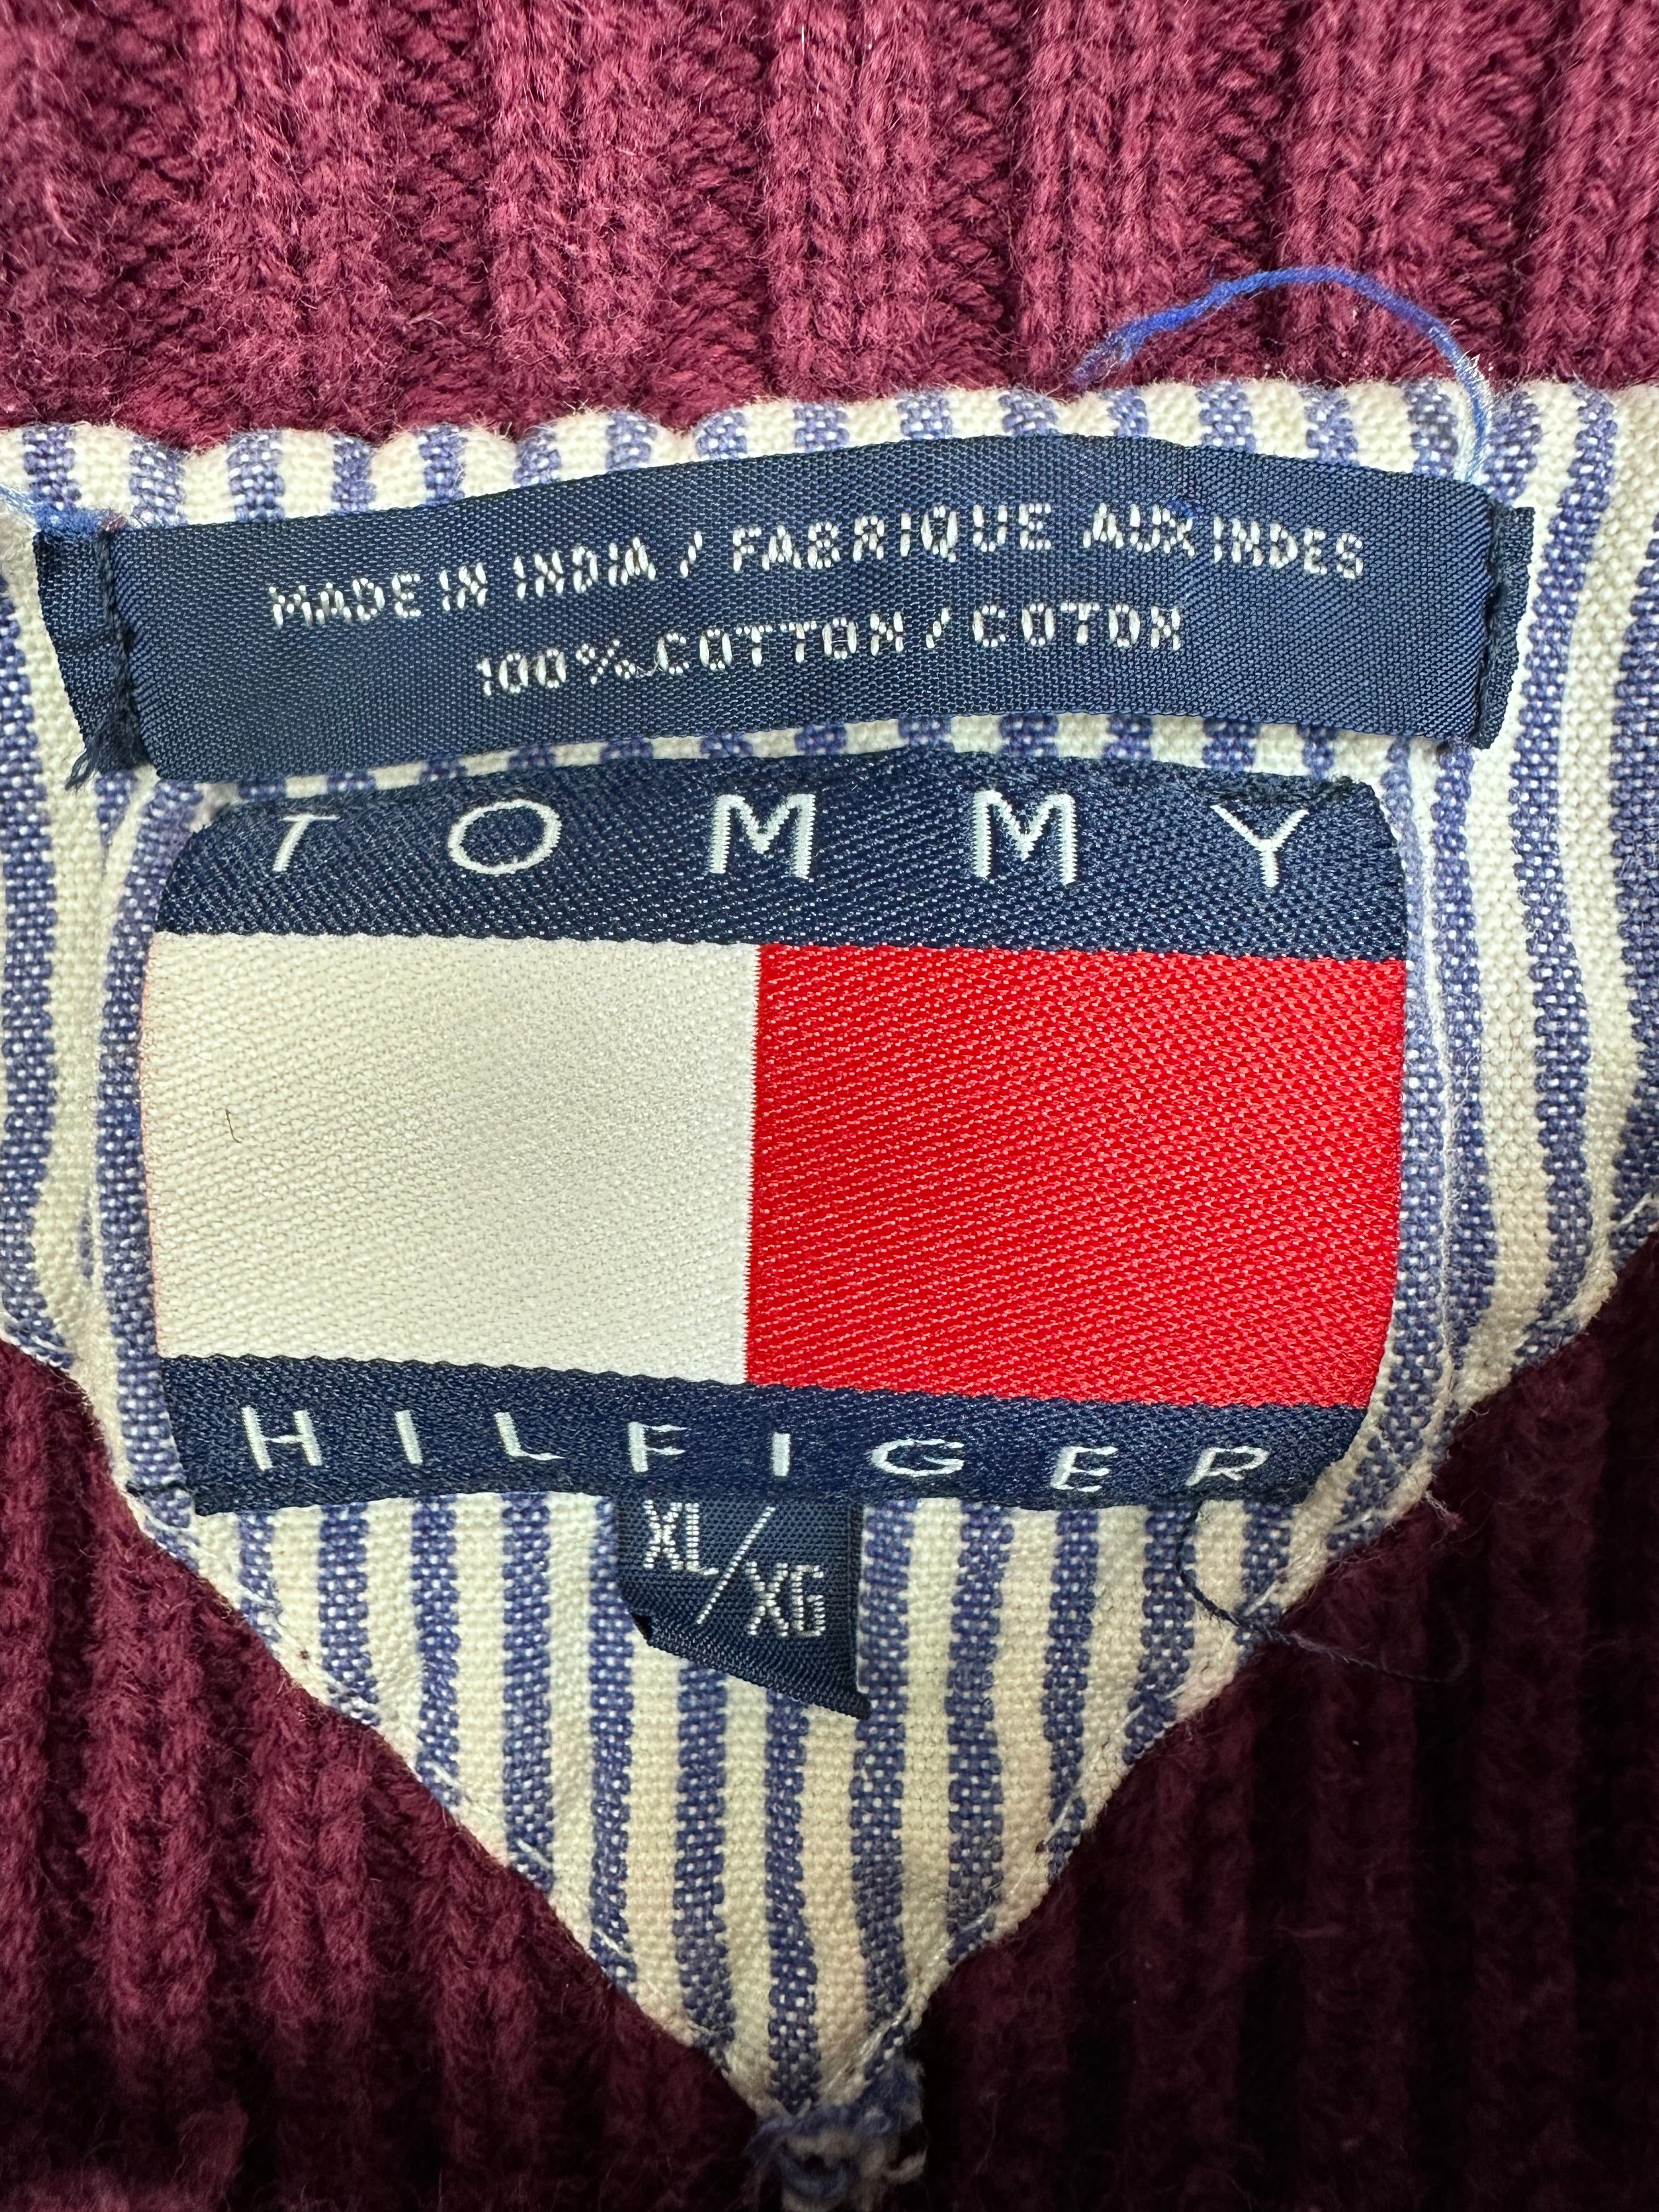 MADE IN INDIA / FABRIQUE AUX INDES
100% COTTON / COTON
TOMMY
HILFIGER
XL/XG